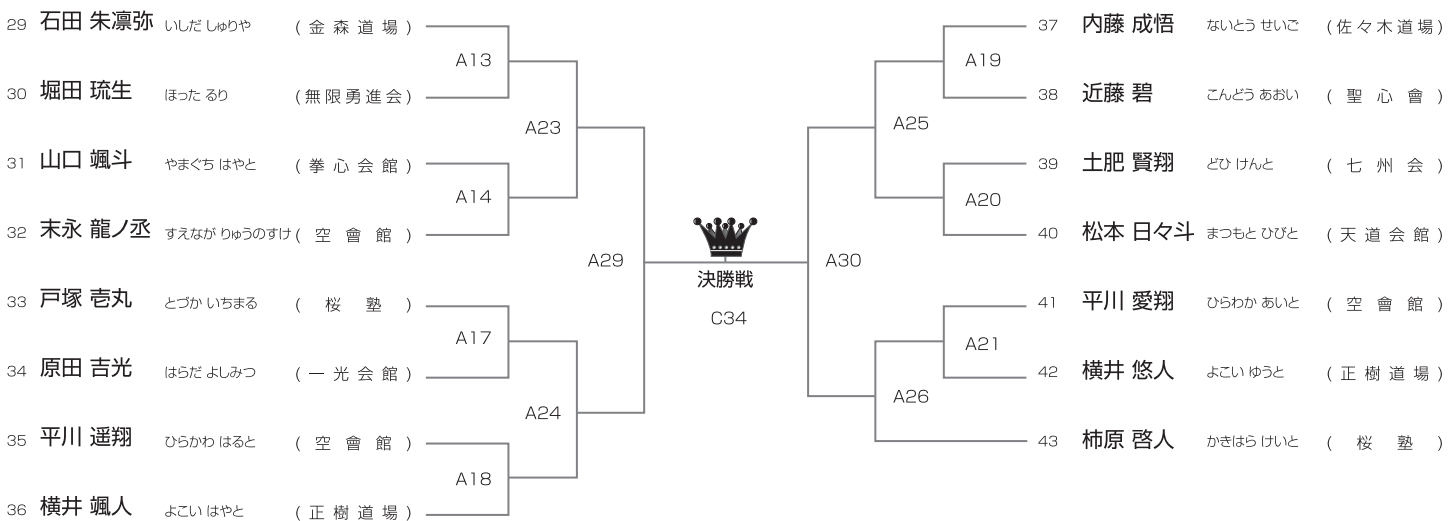 29 石田 朱凛弥 いしだ しゅりや (金森道場)
A13
30 堀田 琉生 ほった るり (無限勇進会)
A23
31 山口 颯斗 やまぐち はやと (拳心会館)
A14
32 末永 龍ノ丞 すえなが りゅうのすけ (空會館)
A29
33 戸塚 壱丸 とづか いちまる (桜塾)
A17
34 原田 吉光 はらだ よしみつ (一光会館)
A24
35 平川 遥翔 ひらかわ はると (空會館)
A18
36 横井 颯人 よこい はやと (正樹道場)
決勝戦
C34
37 内藤 成悟 ないとう せいご (佐々木道場)
A19
38 近藤 碧 こんどう あおい (聖心會)
A25
39 土肥 賢翔 どひ けんと (七州会)
A20
40 松本 日々斗 まつもと ひびと (天道会館)
A30
41 平川 愛翔 ひらわか あいと (空會館)
A21
42 横井 悠人 よこい ゆうと (正樹道場)
A26
43 柿原 啓人 かきはら けいと (桜塾)